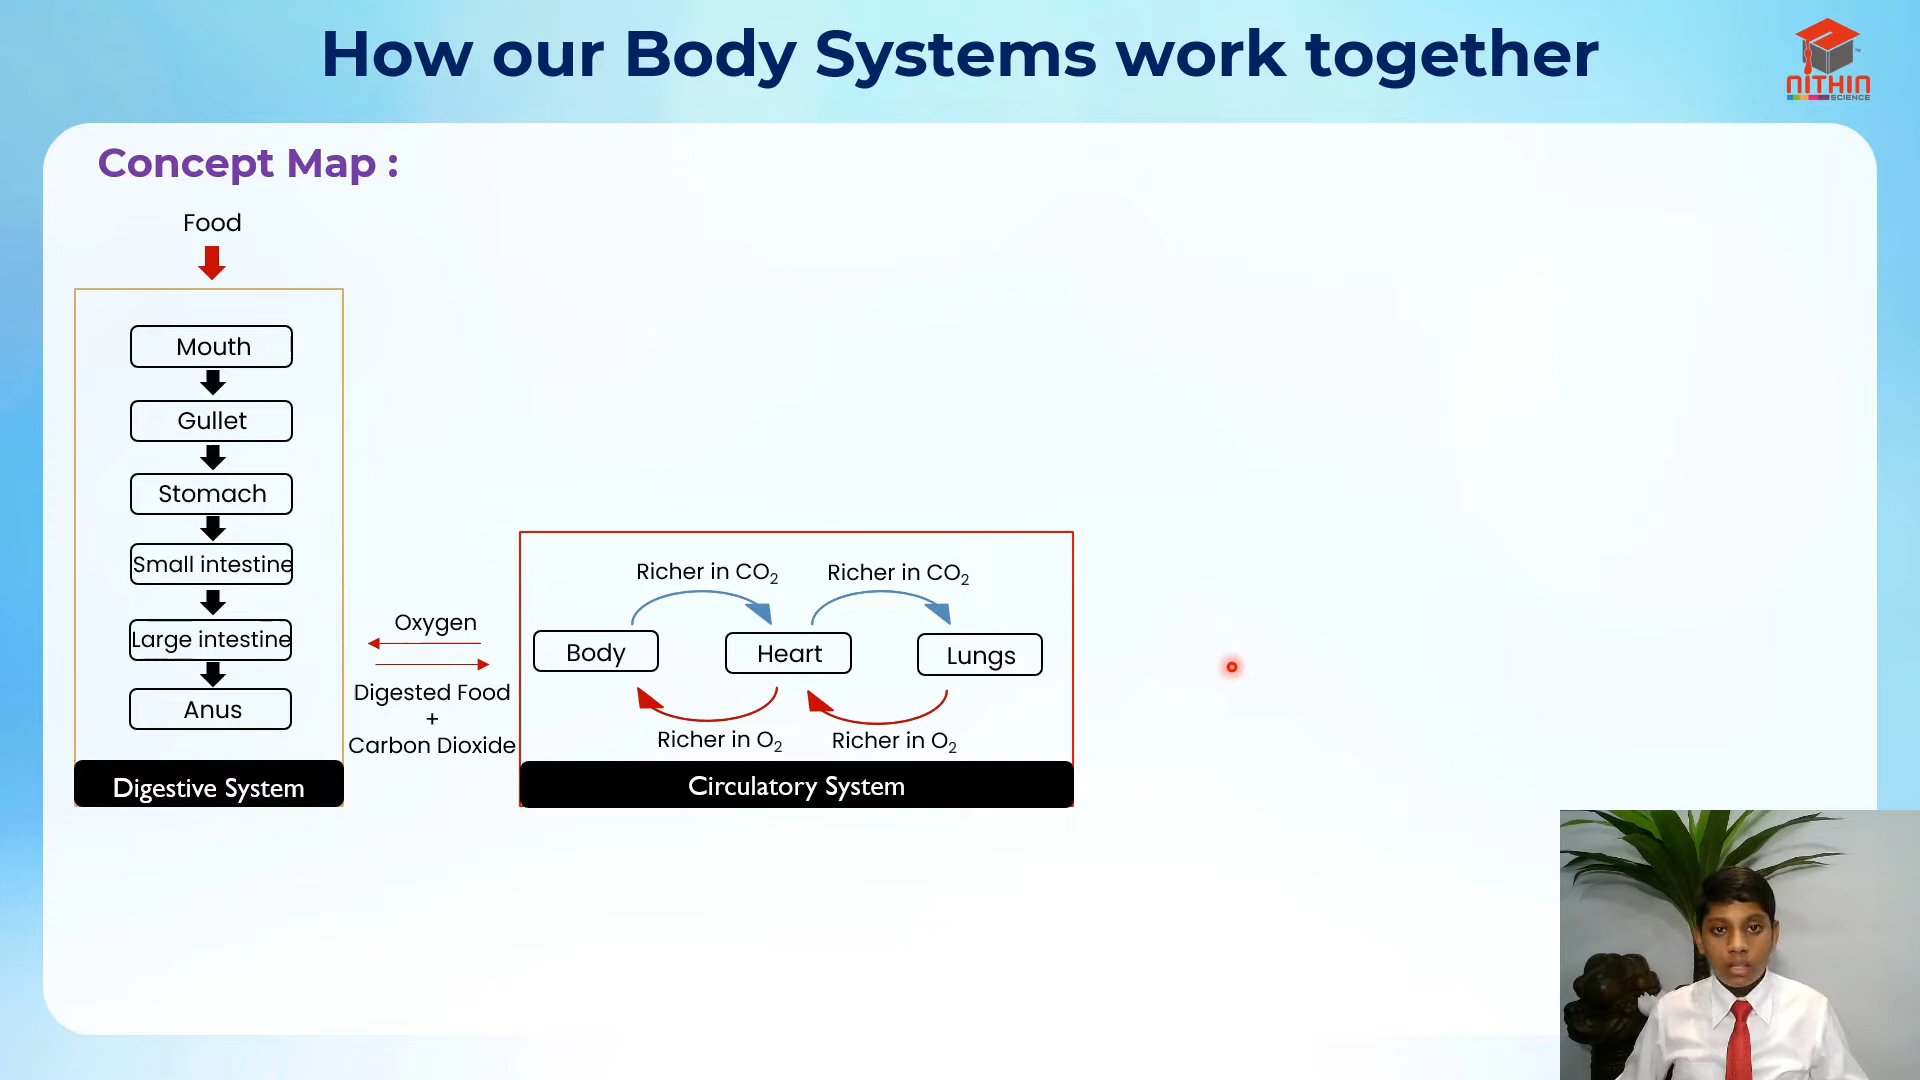 How our Body Systems work together
NITHIN
SCIENCE
Concept Map :
Food
Mouth
Gullet
Stomach
Small intestine
Large intestine
Anus
Digestive System
Oxygen
Digested Food
+
Carbon Dioxide
Richer in CO₂
Richer in CO₂
Body
Heart
Lungs
Richer in O₂
Richer in O₂
Circulatory System